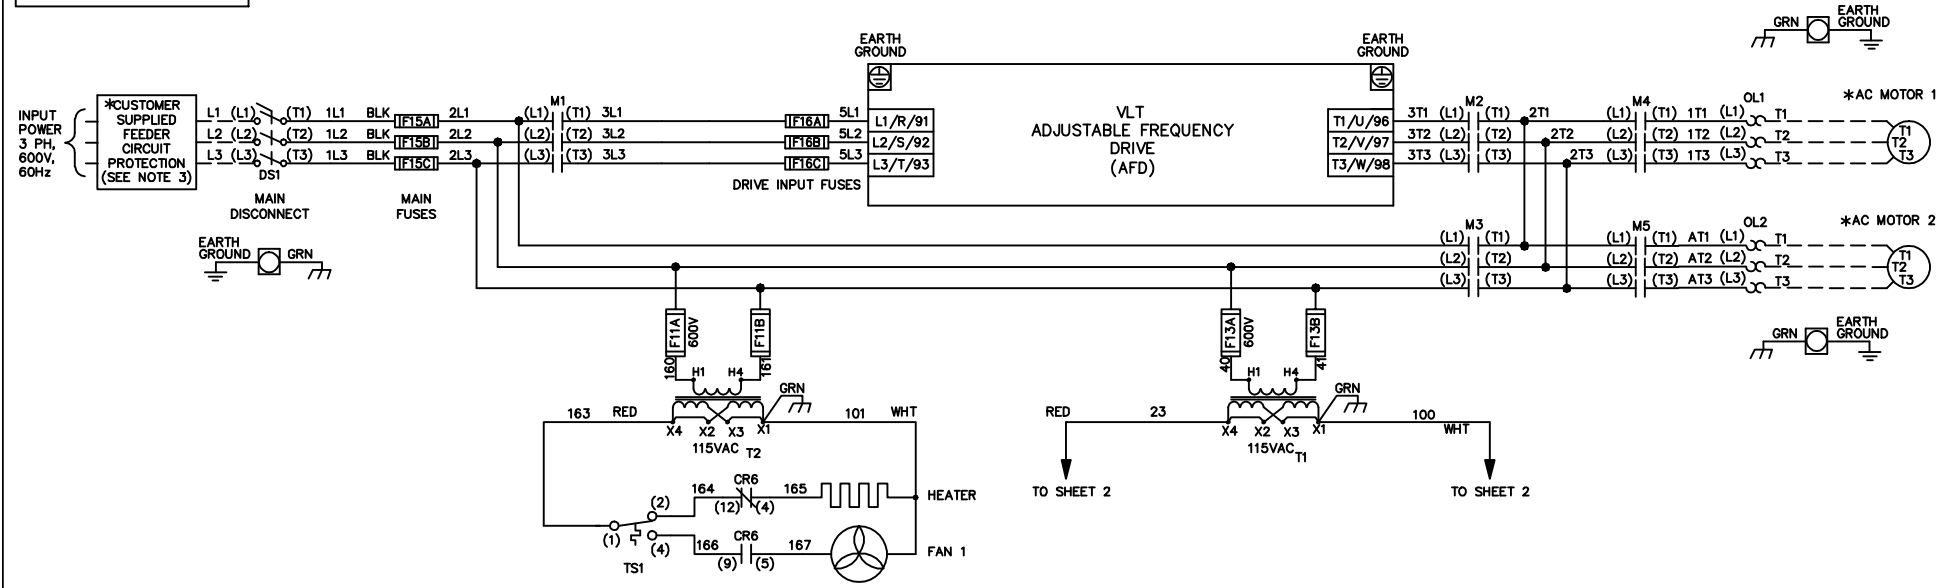 EARTH
GROUND
GRN
EARTH
GROUND
EARTH
GROUND
INPUT
POWER
3 PH,
600V,
60Hz
*CUSTOMER
SUPPLIED
FEEDER
CIRCUIT
PROTECTION
(SEE NOTE 3)
L1 (L1) (T1) 1L1 BLK F15A 2L1 (L1) M1 (T1) 3L1 F16A 5L1 L1/R/91
L2 (L2) (T2) 1L2 BLK F15B 2L2 (L2) (T2) 3L2 F16B 5L2 L2/S/92
L3 (L3) (T3) 1L3 BLK F15C 2L3 (L3) (T3) 3L3 F16C 5L3 L3/T/93
DS1
MAIN
DISCONNECT
MAIN
FUSES
DRIVE INPUT FUSES
VLT
ADJUSTABLE FREQUENCY
DRIVE
(AFD)
T1/U/96 3T1 (L1) M2 (T1) 2T1 (L1) M4 (T1) 1T1 (L1) OL1 T1
T2/V/97 3T2 (L2) (T2) 2T2 (L2) (T2) 1T2 (L2) T2
T3/W/98 3T3 (L3) (T3) 2T3 (L3) (T3) 1T3 (L3) T3
*AC MOTOR 1
T1
T2
T3
EARTH
GROUND
GRN
(L1) M3 (T1) (L1) M5 (T1) AT1 (L1) OL2 T1
(L2) (T2) (L2) (T2) AT2 (L2) T2
(L3) (T3) (L3) (T3) AT3 (L3) T3
*AC MOTOR 2
T1
T2
T3
GRN
EARTH
GROUND
F11A
600V
F11B
160
161
H1 H4
GRN
163 RED
101 WHT
X4 X2 X3 X1
115VAC T2
F13A
600V
F13B
40
41
H1 H4
GRN
RED 23
100
WHT
X4 X2 X3 X1
115VAC T1
TO SHEET 2
TO SHEET 2
CR6
164 165
(2) (12) (4)
HEATER
(1)
(4)
TS1
CR6
166 167
(9) (5)
FAN 1